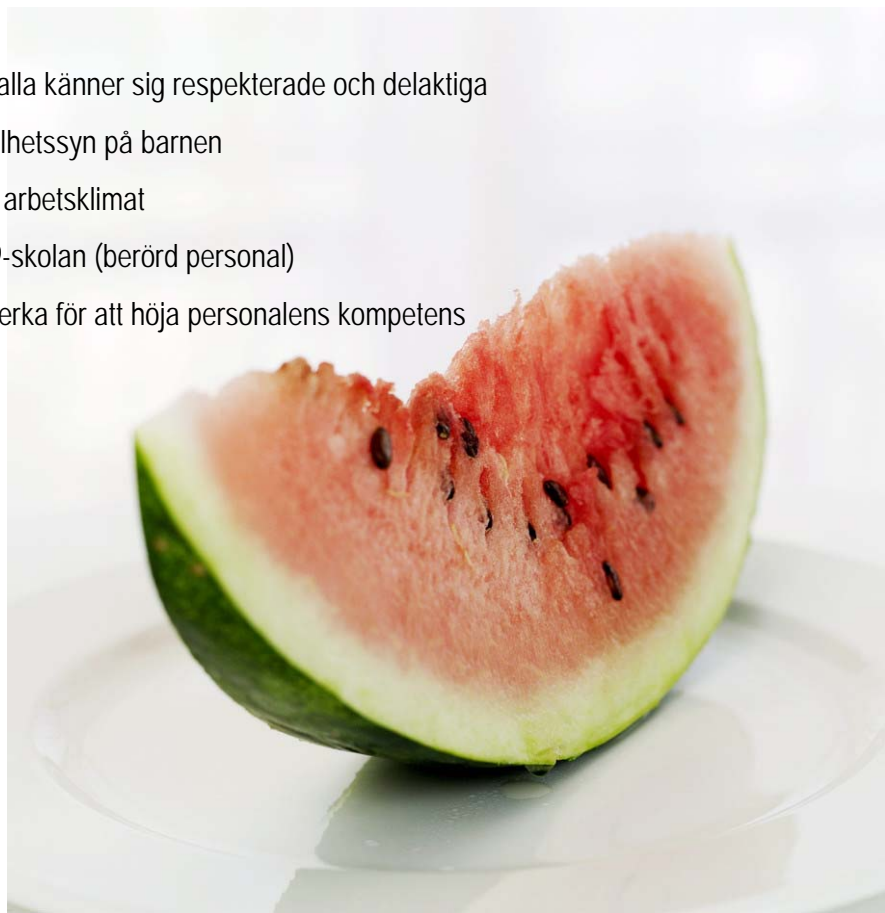 alla känner sig respekterade och delaktiga
lhetssyn på barnen
arbetsklimat
-skolan (berörd personal)
erka för att höja personalens kompetens